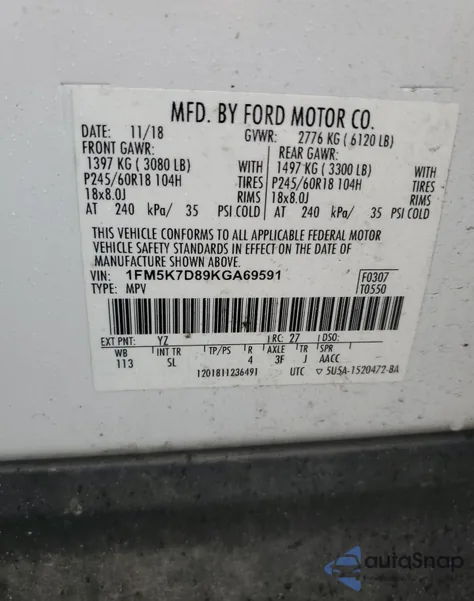 MFD. BY FORD MOTOR CO.
DATE: 11/18 GVWR: 2776 KG ( 6120 LB)
FRONT GAWR: REAR GAWR:
1397 KG ( 3080 LB) WITH 1497 KG ( 3300 LB) WITH
P245/60R18 104H TIRES P245/60R18 104H TIRES
18x8.0J RIMS 18x8.0J RIMS
AT 240 kPa/ 35 PSI COLD AT 240 kPa/ 35 PSI COLD
THIS VEHICLE CONFORMS TO ALL APPLICABLE FEDERAL MOTOR
VEHICLE SAFETY STANDARDS IN EFFECT ON THE DATE OF
MANUFACTURE SHOWN ABOVE.
VIN: 1FM5K7D89KGA69591 F0307
TYPE: MPV T0550
EXT PNT: YZ RC: 27 DSO:
WB INT TR TP/PS R AXLE TR SPR
113 SL 4 3F J AACC
1201811236491 UTC ▽ 5U5A-1520472-BA
autoSnap